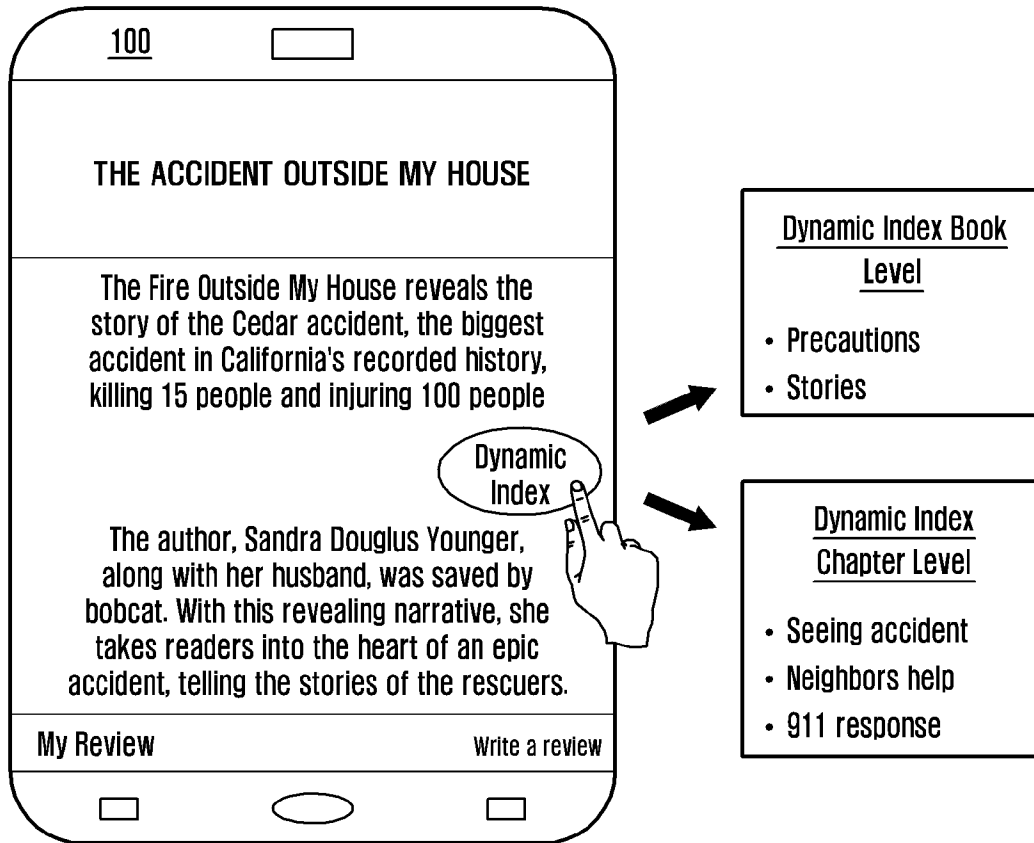 100
THE ACCIDENT OUTSIDE MY HOUSE
The Fire Outside My House reveals the
story of the Cedar accident, the biggest
accident in California's recorded history,
killing 15 people and injuring 100 people
Dynamic
Index
The author, Sandra Douglus Younger,
along with her husband, was saved by
bobcat. With this revealing narrative, she
takes readers into the heart of an epic
accident, telling the stories of the rescuers.
My Review
Write a review
Dynamic Index Book
Level
• Precautions
• Stories
Dynamic Index
Chapter Level
• Seeing accident
• Neighbors help
• 911 response